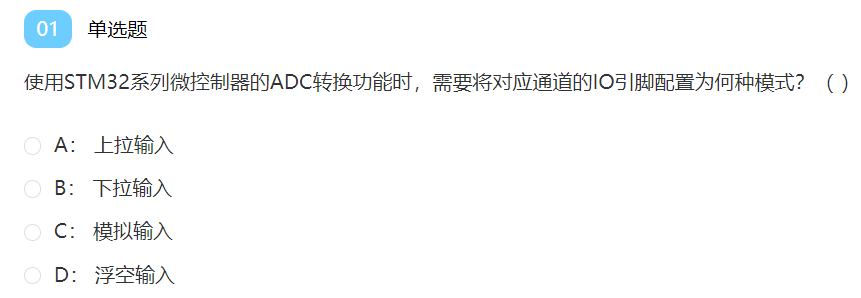 01 单选题
使用STM32系列微控制器的ADC转换功能时，需要将对应通道的IO引脚配置为何种模式？（ ）
A： 上拉输入
B： 下拉输入
C： 模拟输入
D： 浮空输入